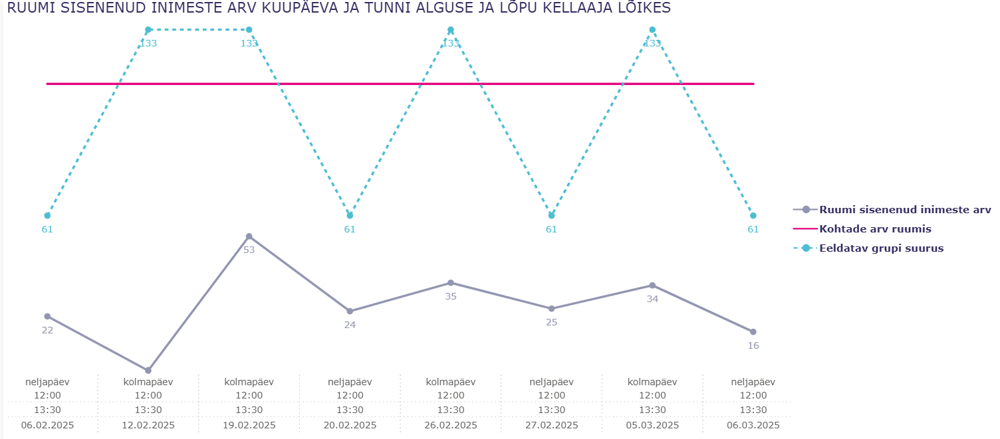 RUUMI SISENENUD INIMESTE ARV KUUPÄEVA JA TUNNI ALGUSE JA LÕPU KELLAAJA LÕIKES
133 133 133 133
61 61 61 61
53
35 34
22 24 25 16
Ruumi sisenenud inimeste arv
Kohtade arv ruumis
Eeldatav grupi suurus
neljapäev kolmapäev kolmapäev neljapäev kolmapäev neljapäev kolmapäev neljapäev
12:00 12:00 12:00 12:00 12:00 12:00 12:00 12:00
13:30 13:30 13:30 13:30 13:30 13:30 13:30 13:30
06.02.2025 12.02.2025 19.02.2025 20.02.2025 26.02.2025 27.02.2025 05.03.2025 06.03.2025